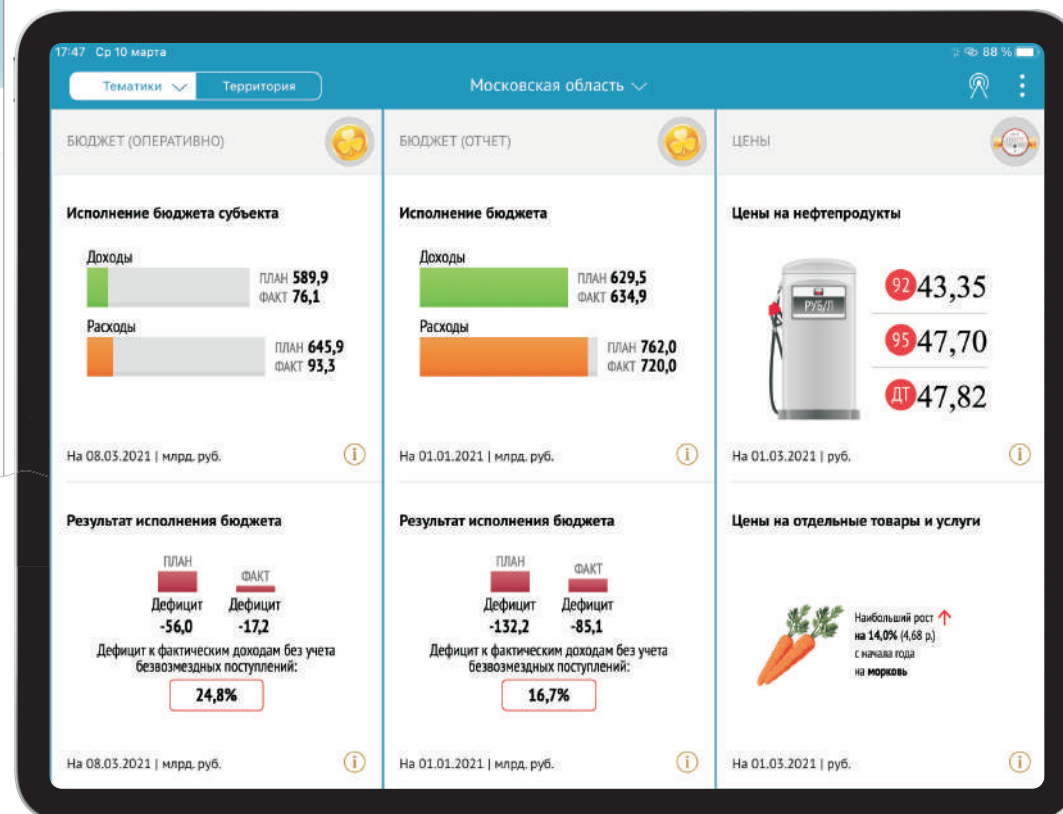 17:47 Ср 10 марта
88 %
Тематики
Территория
Московская область
БЮДЖЕТ (ОПЕРАТИВНО)
Исполнение бюджета субъекта
Доходы
ПЛАН 589,9
ФАКТ 76,1
Расходы
ПЛАН 645,9
ФАКТ 93,3
На 08.03.2021 | млрд. руб.
Результат исполнения бюджета
ПЛАН
ФАКТ
Дефицит Дефицит
-56,0 -17,2
Дефицит к фактическим доходам без учета
безвозмездных поступлений:
24,8%
На 08.03.2021 | млрд. руб.
БЮДЖЕТ (ОТЧЕТ)
Исполнение бюджета
Доходы
ПЛАН 629,5
ФАКТ 634,9
Расходы
ПЛАН 762,0
ФАКТ 720,0
На 01.01.2021 | млрд. руб.
Результат исполнения бюджета
ПЛАН
ФАКТ
Дефицит Дефицит
-132,2 -85,1
Дефицит к фактическим доходам без учета
безвозмездных поступлений:
16,7%
На 01.01.2021 | млрд. руб.
ЦЕНЫ
Цены на нефтепродукты
РУБ/Л
92 43,35
95 47,70
ДТ 47,82
На 01.03.2021 | руб.
Цены на отдельные товары и услуги
Наибольший рост
на 14,0% (4,68 р.)
с начала года
на морковь
На 01.03.2021 | руб.